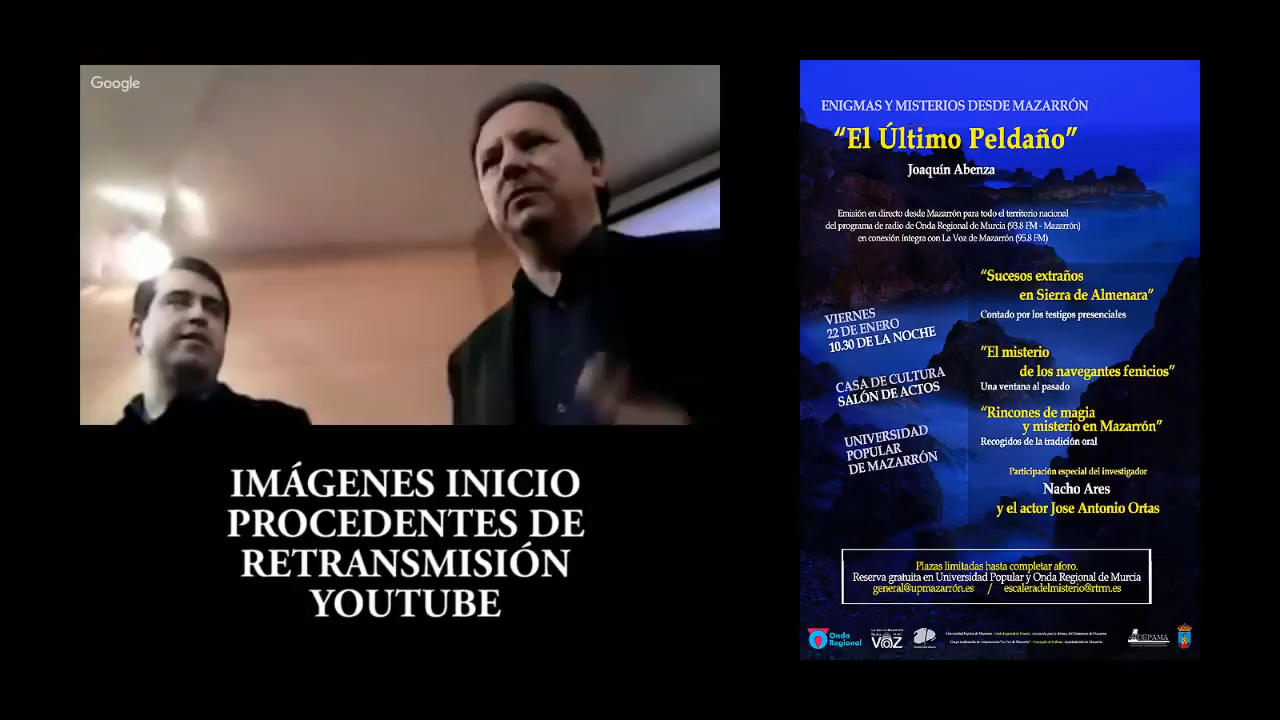 Google
IMÁGENES INICIO
PROCEDENTES DE
RETRANSMISIÓN
YOUTUBE
ENIGMAS Y MISTERIOS DESDE MAZARRÓN
“El Último Peldaño”
Joaquín Abenza
Emisión en directo desde Mazarrón para todo el territorio nacional
del programa de radio de Onda Regional de Murcia (93.8 FM - Mazarrón)
en conexión íntegra con La Voz de Mazarrón (95.8 FM)
VIERNES
22 DE ENERO
10.30 DE LA NOCHE
CASA DE CULTURA
SALÓN DE ACTOS
UNIVERSIDAD
POPULAR
DE MAZARRÓN
“Sucesos extraños
en Sierra de Almenara”
Contado por los testigos presenciales
“El misterio
de los navegantes fenicios”
Una ventana al pasado
“Rincones de magia
y misterio en Mazarrón”
Recogidos de la tradición oral
Participación especial del investigador
Nacho Ares
y el actor Jose Antonio Ortas
Plazas limitadas hasta completar aforo.
Reserva gratuita en Universidad Popular y Onda Regional de Murcia
general@upmazarrón.es / escaleradelmisterio@rtrm.es
Onda
Regional
VOZ